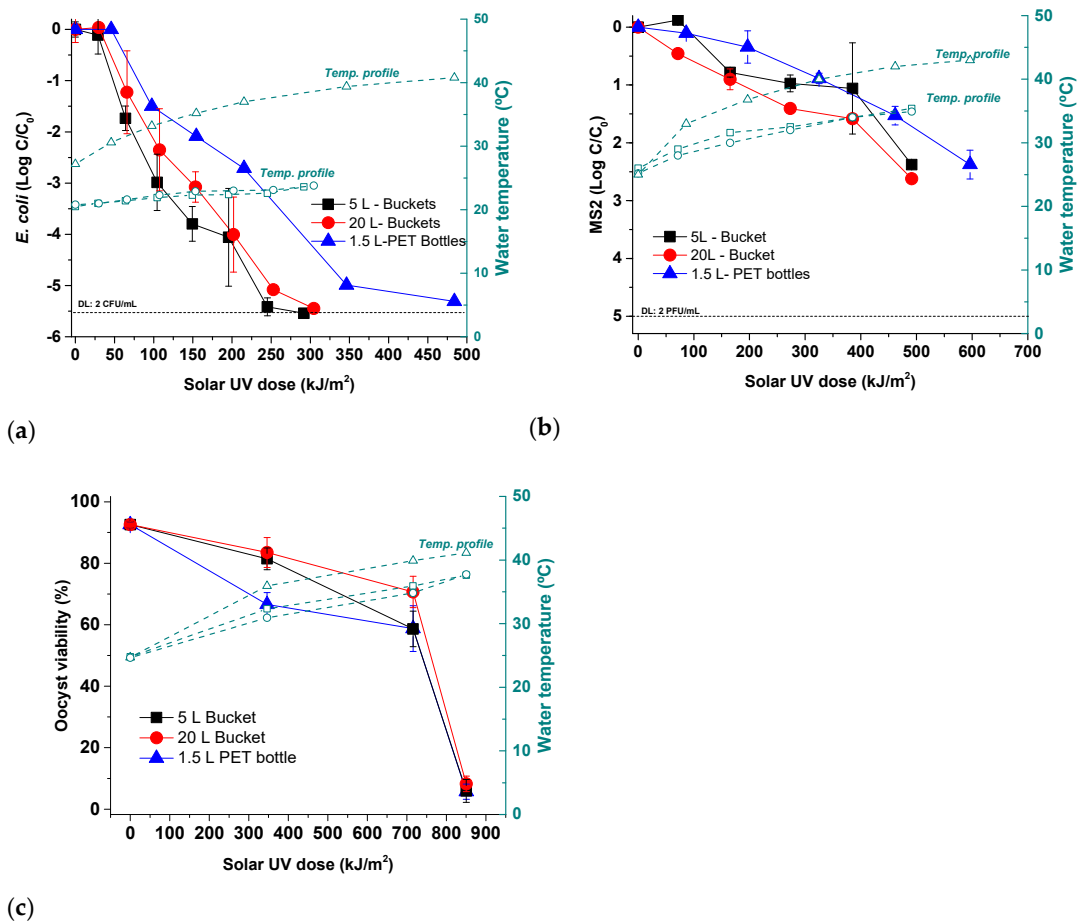 0
-1
-2
-3
-4
-5
-6
E. coli (Log C/C0)
Temp. profile
Temp. profile
5 L - Buckets
20 L- Buckets
1.5 L-PET Bottles
DL: 2 CFU/mL
50
40
30
20
10
0
Water temperature (ºC)
0 50 100 150 200 250 300 350 400 450 500
Solar UV dose (kJ/m²)
(a)
0
1
2
3
4
5
MS2 (Log C/C0)
Temp. profile
Temp. profile
5L - Bucket
20L - Bucket
1.5 L- PET bottles
DL: 2 PFU/mL
50
40
30
20
10
0
Water temperature (ºC)
0 100 200 300 400 500 600 700
Solar UV dose (kJ/m²)
(b)
100
80
60
40
20
0
Oocyst viability (%)
Temp. profile
5 L Bucket
20 L Bucket
1.5 L PET bottle
50
40
30
20
10
0
Water temperature (ºC)
0 100 200 300 400 500 600 700 800 900
Solar UV dose (kJ/m²)
(c)